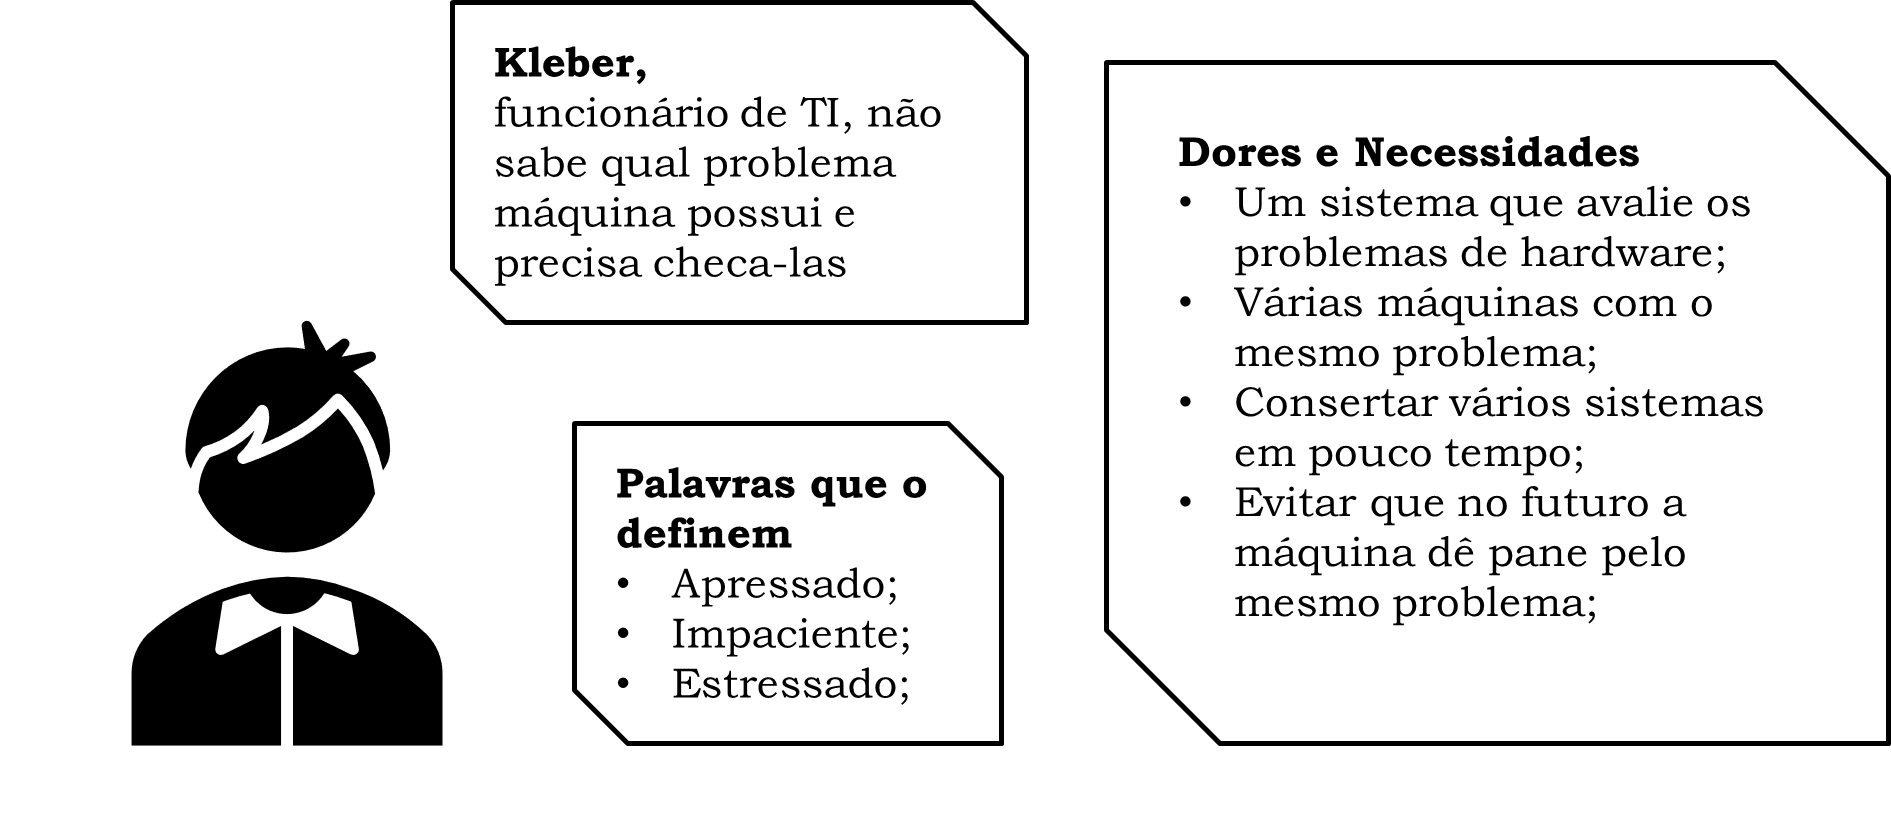 Kleber,
funcionário de TI, não
sabe qual problema
máquina possui e
precisa checa-las
Palavras que o
definem
• Apressado;
• Impaciente;
• Estressado;
Dores e Necessidades
• Um sistema que avalie os
problemas de hardware;
• Várias máquinas com o
mesmo problema;
• Consertar vários sistemas
em pouco tempo;
• Evitar que no futuro a
máquina dê pane pelo
mesmo problema;